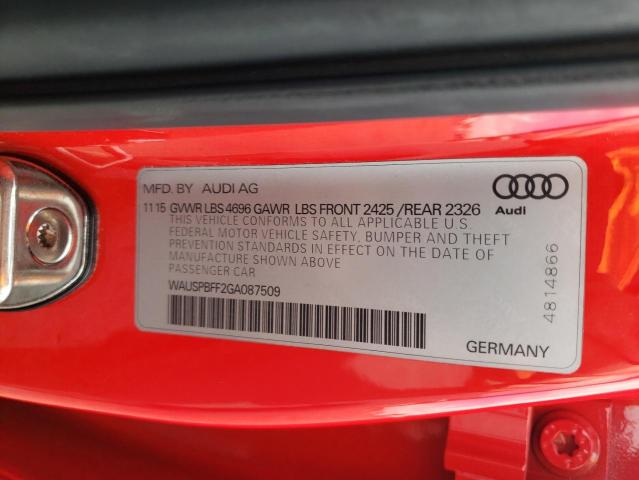 MFD. BY AUDI AG
11 15 GVWR LBS 4696 GAWR LBS FRONT 2425 /REAR 2326
THIS VEHICLE CONFORMS TO ALL APPLICABLE U.S.
FEDERAL MOTOR VEHICLE SAFETY, BUMPER AND THEFT
PREVENTION STANDARDS IN EFFECT ON THE DATE OF
MANUFACTURE SHOWN ABOVE
PASSENGER CAR
WAUSPBFF2GA087509
Audi
4814866
GERMANY